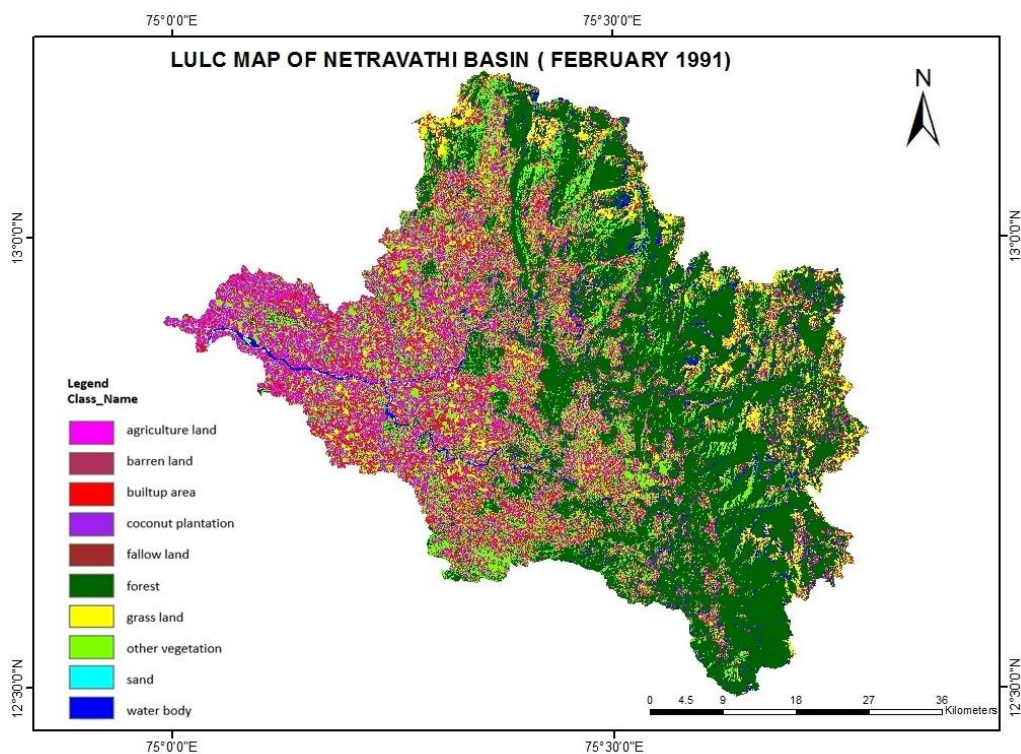 75°0'0"E 75°30'0"E
LULC MAP OF NETRAVATHI BASIN ( FEBRUARY 1991)
N
13°0'0"N 13°0'0"N
Legend
Class_Name
agriculture land
barren land
builtup area
coconut plantation
fallow land
forest
grass land
other vegetation
sand
water body
12°30'0"N 12°30'0"N
0 4.5 9 18 27 36
Kilometers
75°0'0"E 75°30'0"E